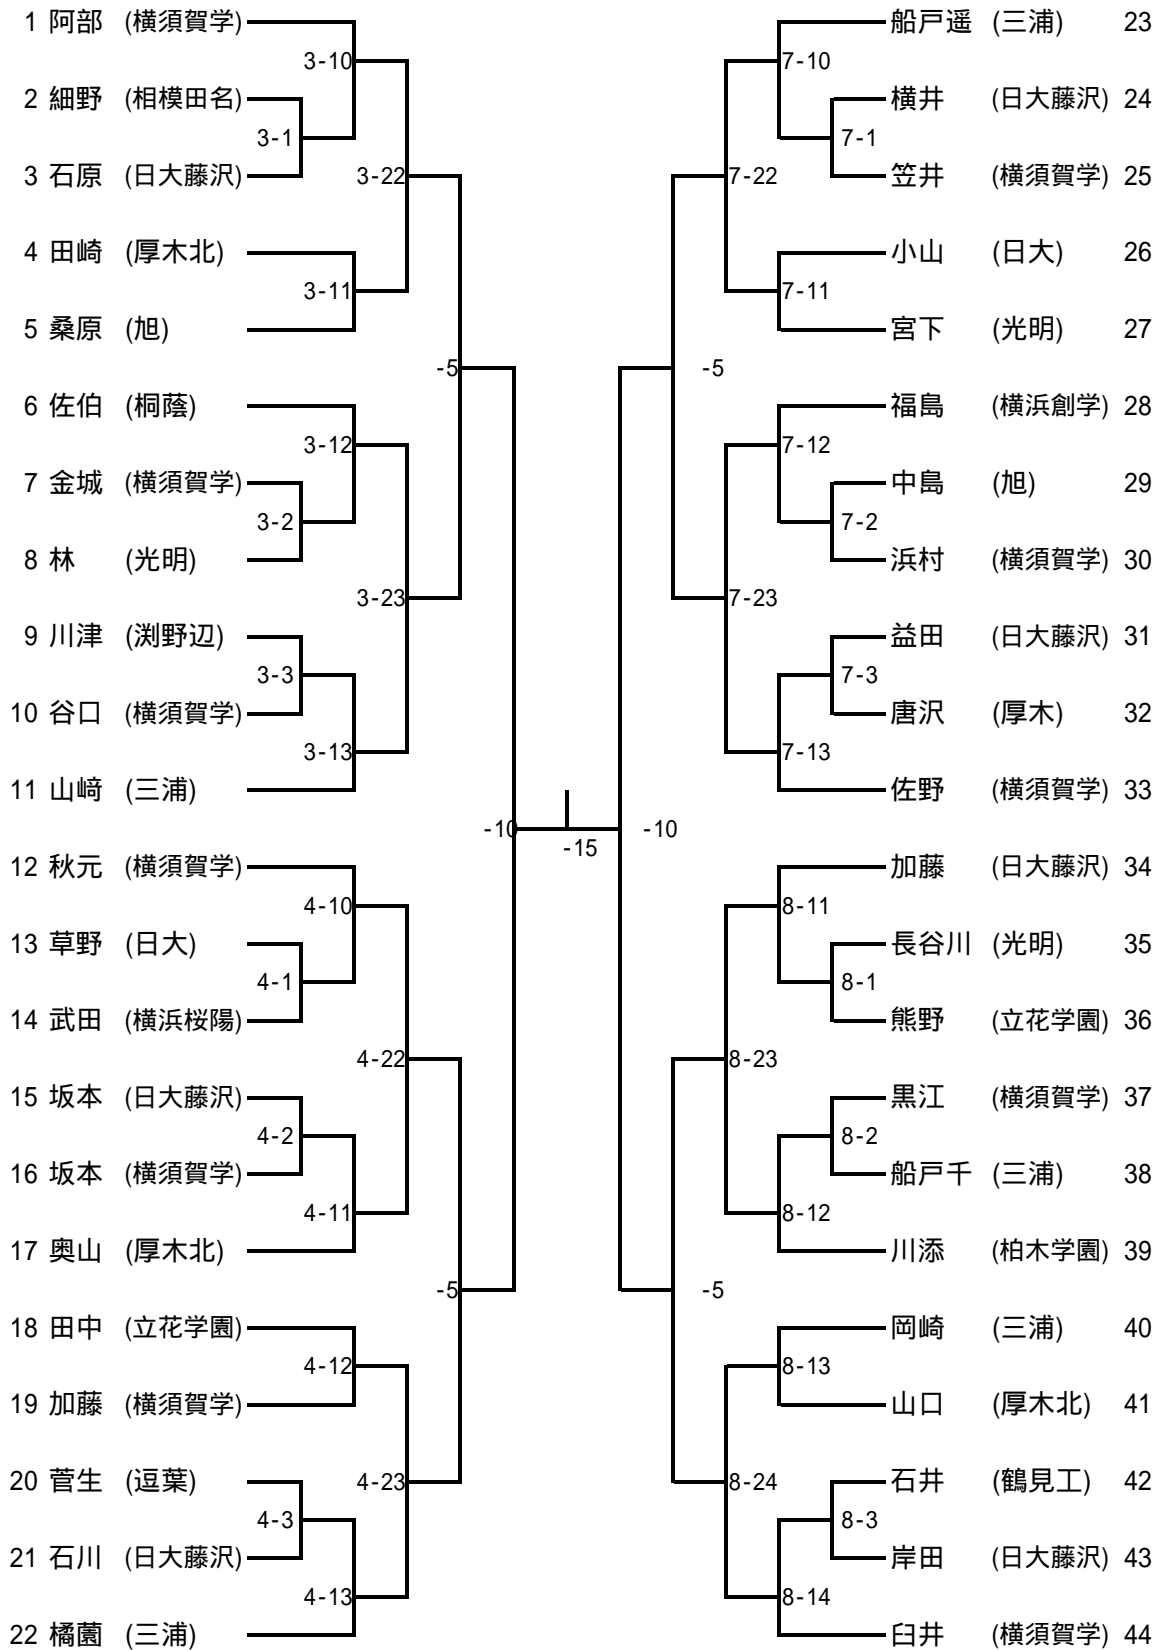 1 阿部 (横須賀学)
2 細野 (相模田名)
3 石原 (日大藤沢)
4 田崎 (厚木北)
5 桑原 (旭)
6 佐伯 (桐蔭)
7 金城 (横須賀学)
8 林 (光明)
9 川津 (渕野辺)
10 谷口 (横須賀学)
11 山﨑 (三浦)
12 秋元 (横須賀学)
13 草野 (日大)
14 武田 (横浜桜陽)
15 坂本 (日大藤沢)
16 坂本 (横須賀学)
17 奥山 (厚木北)
18 田中 (立花学園)
19 加藤 (横須賀学)
20 菅生 (逗葉)
21 石川 (日大藤沢)
22 橘薗 (三浦)
3-10
3-1
3-22
3-11
-5
3-12
3-2
3-23
3-3
3-13
-10
4-10
4-1
4-22
4-2
4-11
-5
4-12
4-23
4-3
4-13
-15
船戸遥 (三浦) 23
横井 (日大藤沢) 24
笠井 (横須賀学) 25
小山 (日大) 26
宮下 (光明) 27
福島 (横浜創学) 28
中島 (旭) 29
浜村 (横須賀学) 30
益田 (日大藤沢) 31
唐沢 (厚木) 32
佐野 (横須賀学) 33
加藤 (日大藤沢) 34
長谷川 (光明) 35
熊野 (立花学園) 36
黒江 (横須賀学) 37
船戸千 (三浦) 38
川添 (柏木学園) 39
岡崎 (三浦) 40
山口 (厚木北) 41
石井 (鶴見工) 42
岸田 (日大藤沢) 43
臼井 (横須賀学) 44
7-10
7-1
7-22
7-11
-5
7-12
7-2
7-23
7-3
7-13
-10
8-11
8-1
8-23
8-2
8-12
-5
8-13
8-24
8-3
8-14